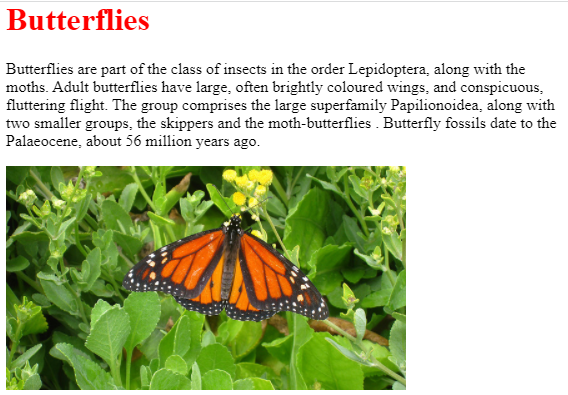 Butterflies
Butterflies are part of the class of insects in the order Lepidoptera, along with the
moths. Adult butterflies have large, often brightly coloured wings, and conspicuous,
fluttering flight. The group comprises the large superfamily Papilionoidea, along with
two smaller groups, the skippers and the moth-butterflies . Butterfly fossils date to the
Palaeocene, about 56 million years ago.